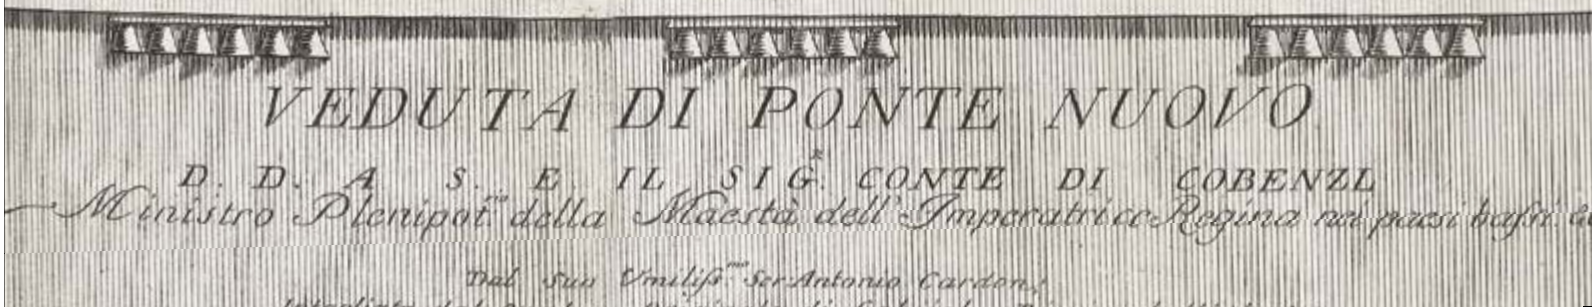 VEDUTA DI PONTE NUOVO
D. D. A S. E IL SIG.R CONTE DI COBENZL
Ministro Plenipot.rio della Maestà dell' Imperatrice Regina nei paesi baſsi
Dal Suo Umiliſs.mo Ser Antonio Cardon;